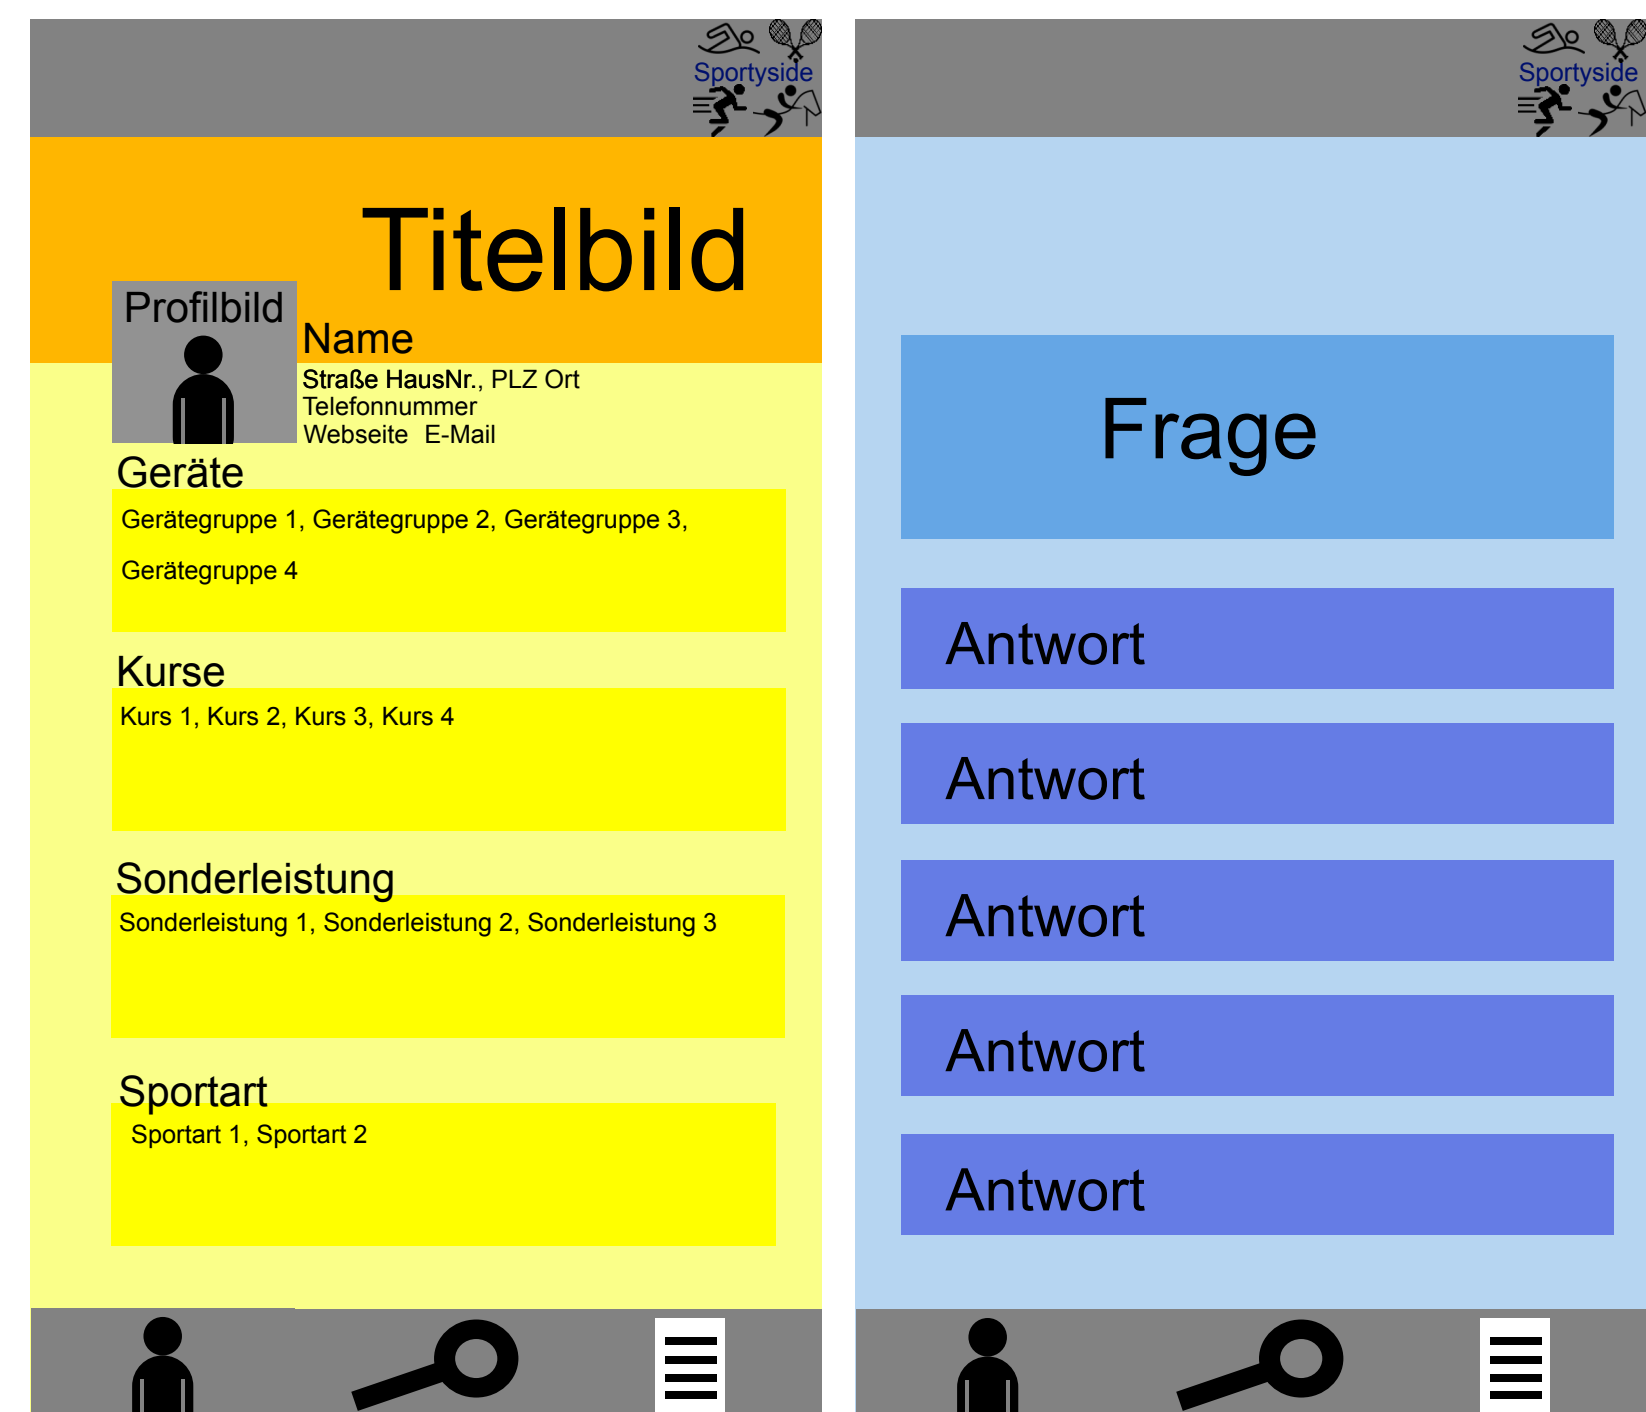 Sportyside
Titelbild
Profilbild
Name
Straße HausNr., PLZ Ort
Telefonnummer
Webseite E-Mail
Geräte
Gerätegruppe 1, Gerätegruppe 2, Gerätegruppe 3,
Gerätegruppe 4
Kurse
Kurs 1, Kurs 2, Kurs 3, Kurs 4
Sonderleistung
Sonderleistung 1, Sonderleistung 2, Sonderleistung 3
Sportart
Sportart 1, Sportart 2
Sportyside
Frage
Antwort
Antwort
Antwort
Antwort
Antwort